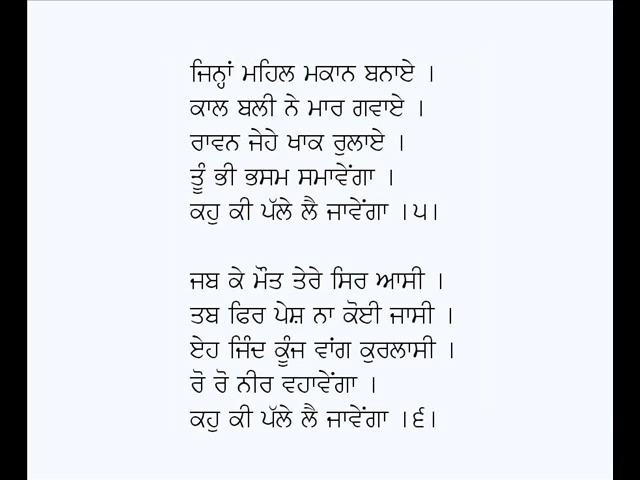 ਜਿਨ੍ਹਾਂ ਮਹਿਲ ਮਕਾਨ ਬਨਾਏ ।
ਕਾਲ ਬਲੀ ਨੇ ਮਾਰ ਗਵਾਏ ।
ਰਾਵਨ ਜੇਹੇ ਖਾਕ ਰੁਲਾਏ ।
ਤੂੰ ਭੀ ਭਸਮ ਸਮਾਵੇਂਗਾ ।
ਕਹੁ ਕੀ ਪੱਲੇ ਲੈ ਜਾਵੇਂਗਾ ।੫।
ਜਬ ਕੇ ਮੌਤ ਤੇਰੇ ਸਿਰ ਆਸੀ ।
ਤਬ ਫਿਰ ਪੇਸ਼ ਨਾ ਕੋਈ ਜਾਸੀ ।
ਏਹ ਜਿੰਦ ਕੂੰਜ ਵਾਂਗ ਕੁਰਲਾਸੀ ।
ਰੋ ਰੋ ਨੀਰ ਵਹਾਵੇਂਗਾ ।
ਕਹੁ ਕੀ ਪੱਲੇ ਲੈ ਜਾਵੇਂਗਾ ।੬।